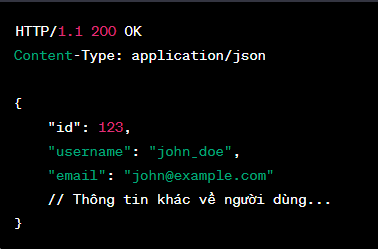 HTTP/1.1 200 OK
Content-Type: application/json
{
"id": 123,
"username": "john_doe",
"email": "john@example.com"
// Thông tin khác về người dùng...
}